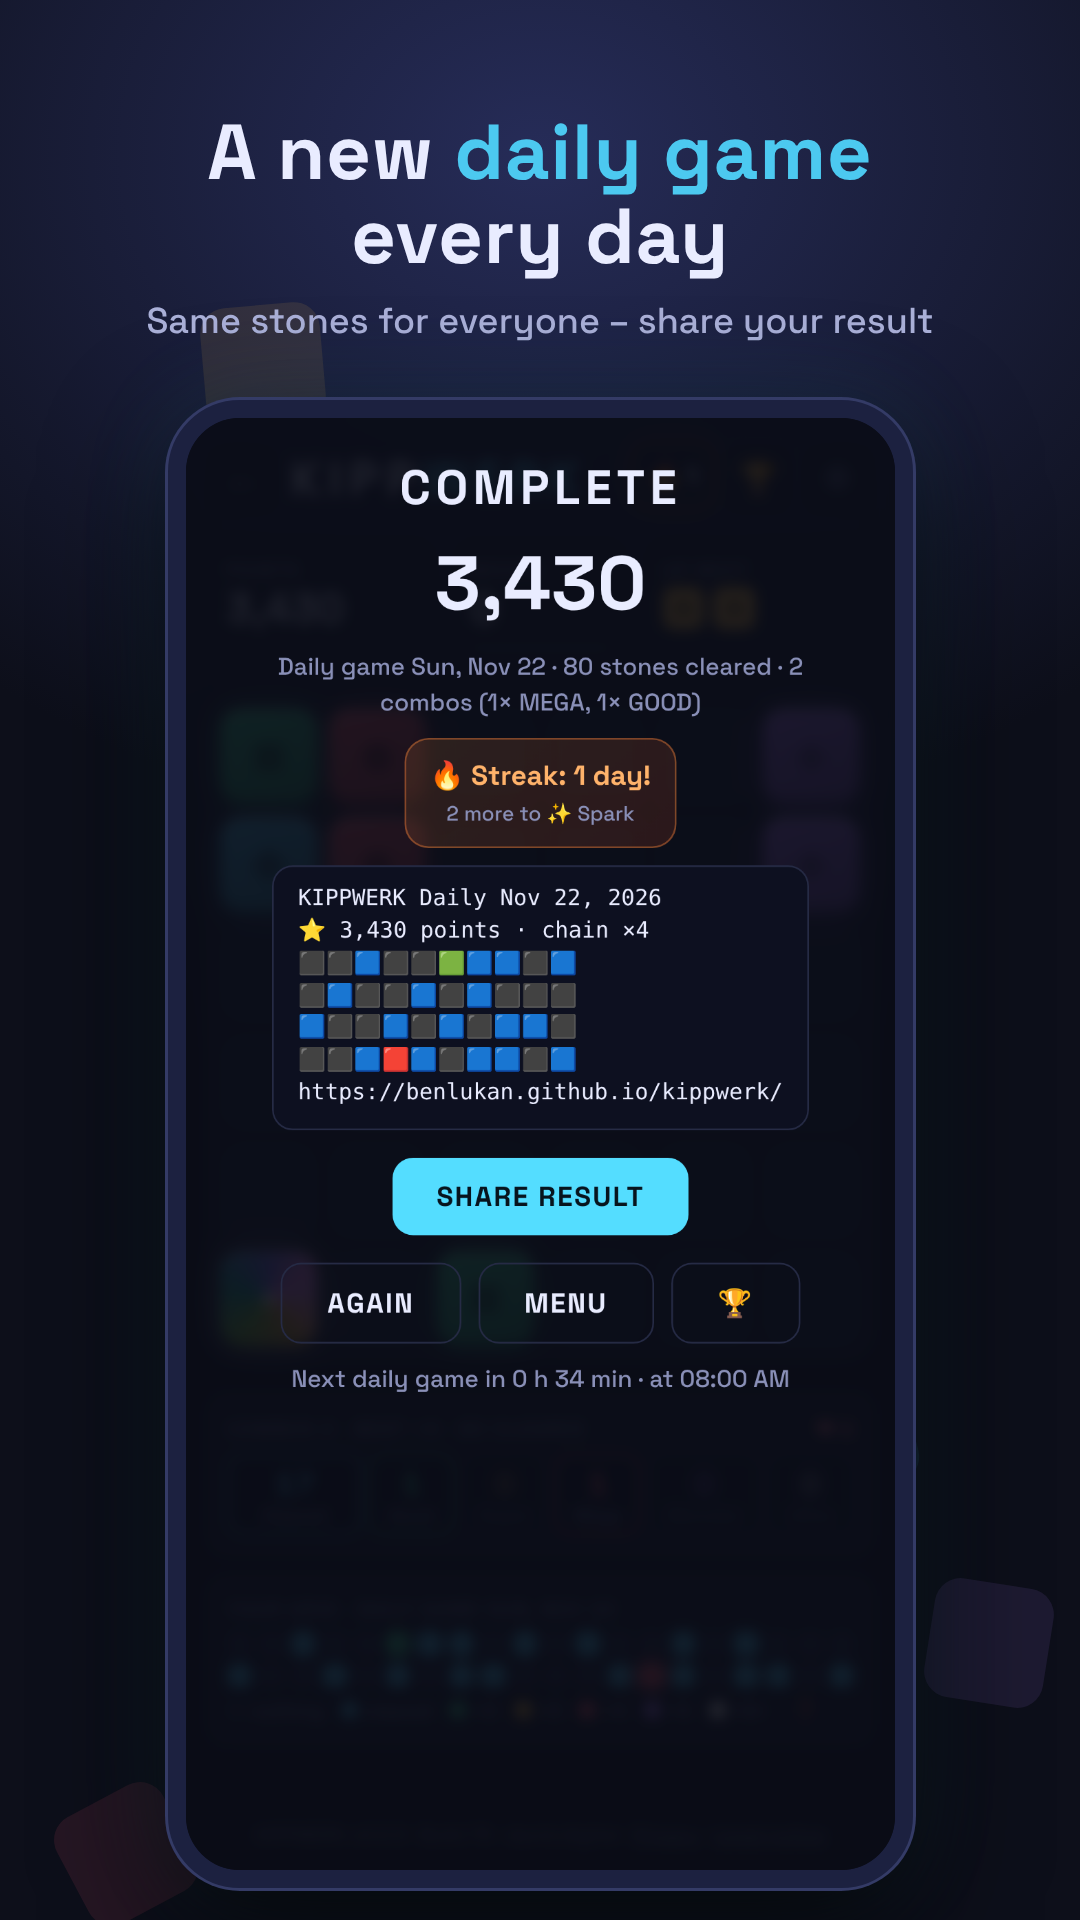 A new daily game
every day
Same stones for everyone – share your result
COMPLETE
3,430
Daily game Sun, Nov 22 · 80 stones cleared · 2
combos (1× MEGA, 1× GOOD)
🔥 Streak: 1 day!
2 more to ✨ Spark
KIPPWERK Daily Nov 22, 2026
⭐ 3,430 points · chain ×4
⬛⬛🟦⬛⬛🟩🟦🟦⬛🟦
⬛🟦⬛⬛🟦⬛🟦⬛⬛⬛
🟦⬛⬛🟦⬛🟦⬛🟦🟦⬛
⬛⬛🟦🟥🟦⬛🟦🟦⬛🟦
https://benlukan.github.io/kippwerk/
SHARE RESULT
AGAIN MENU 🏆
Next daily game in 0 h 34 min · at 08:00 AM